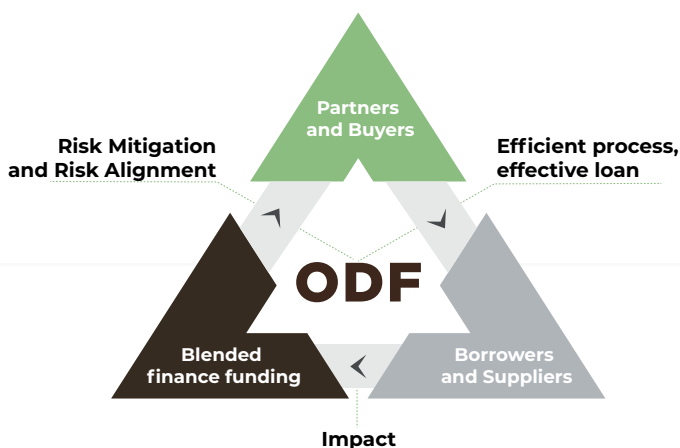 Partners
and Buyers
Risk Mitigation
and Risk Alignment
Efficient process,
effective loan
ODF
Blended
finance funding
Borrowers
and Suppliers
Impact